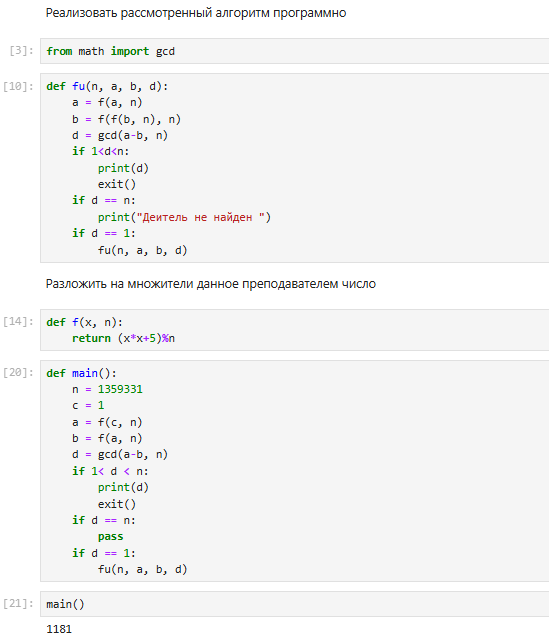 Реализовать рассмотренный алгоритм программно
[3]: from math import gcd
[10]: def fu(n, a, b, d):
    a = f(a, n)
    b = f(f(b, n), n)
    d = gcd(a-b, n)
    if 1<d<n:
        print(d)
        exit()
    if d == n:
        print("Деитель не найден ")
    if d == 1:
        fu(n, a, b, d)
Разложить на множители данное преподавателем число
[14]: def f(x, n):
    return (x*x+5)%n
[20]: def main():
    n = 1359331
    c = 1
    a = f(c, n)
    b = f(a, n)
    d = gcd(a-b, n)
    if 1< d < n:
        print(d)
        exit()
    if d == n:
        pass
    if d == 1:
        fu(n, a, b, d)
[21]: main()
1181